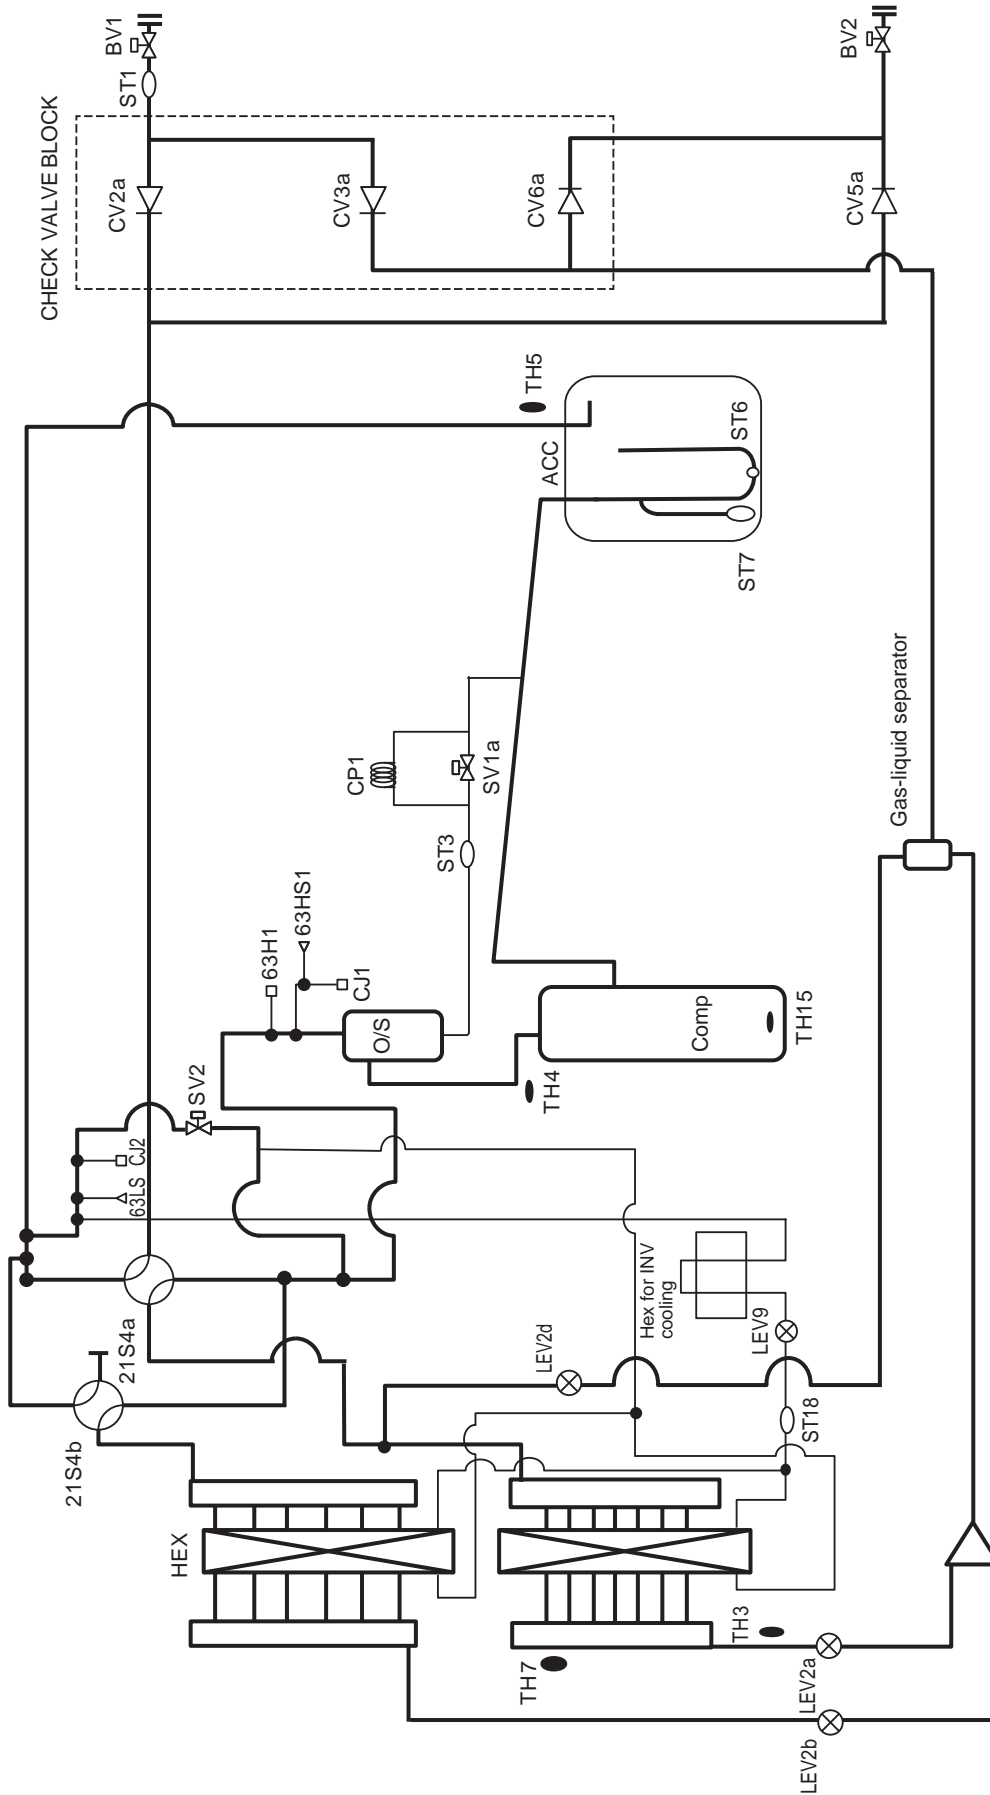 BV1
ST1
CHECK VALVE BLOCK
CV2a
CV3a
CV6a
CV5a
BV2
TH5
ACC
ST6
ST7
CP1
SV1a
ST3
Gas-liquid separator
63H1
63HS1
CJ1
O/S
Comp
TH15
TH4
SV2
CJ2
63LS
21S4a
21S4b
Hex for INV
cooling
LEV9
LEV2d
ST18
HEX
TH7
TH3
LEV2a
LEV2b